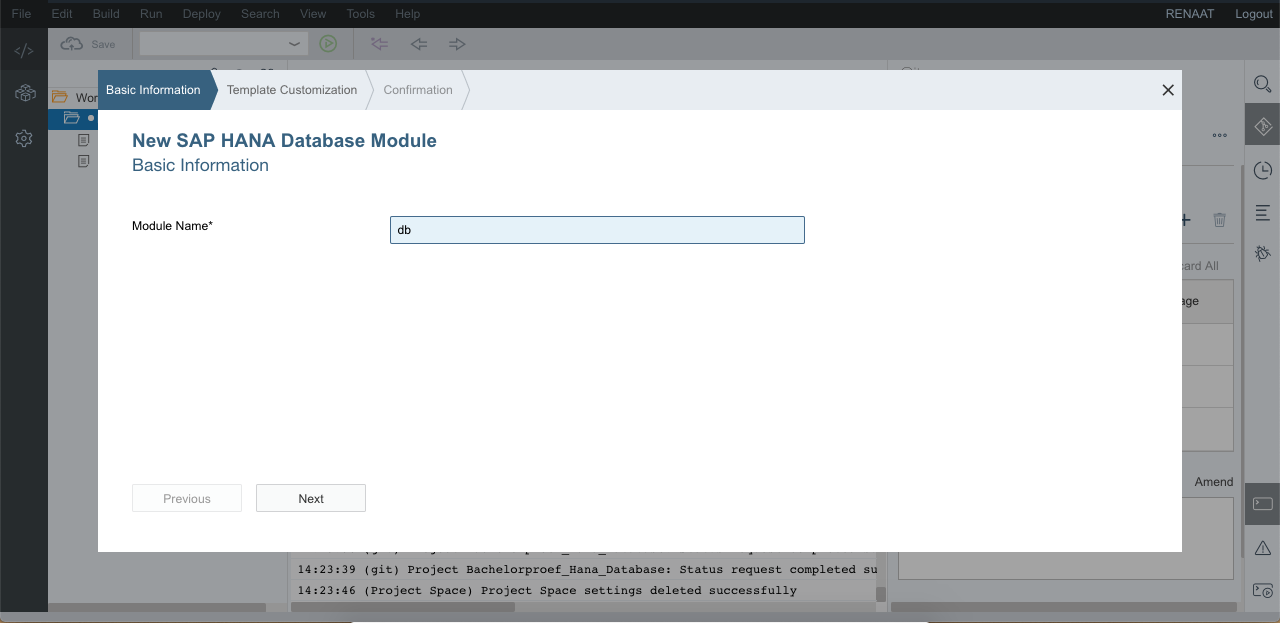 File Edit Build Run Deploy Search View Tools Help RENAAT Logout
Save
Basic Information Template Customization Confirmation
Wor
New SAP HANA Database Module
Basic Information
Module Name* db
card All
age
Previous Next
Amend
14:23:39 (git) Project Bachelorproef_Hana_Database: Status request completed su
14:23:46 (Project Space) Project Space settings deleted successfully